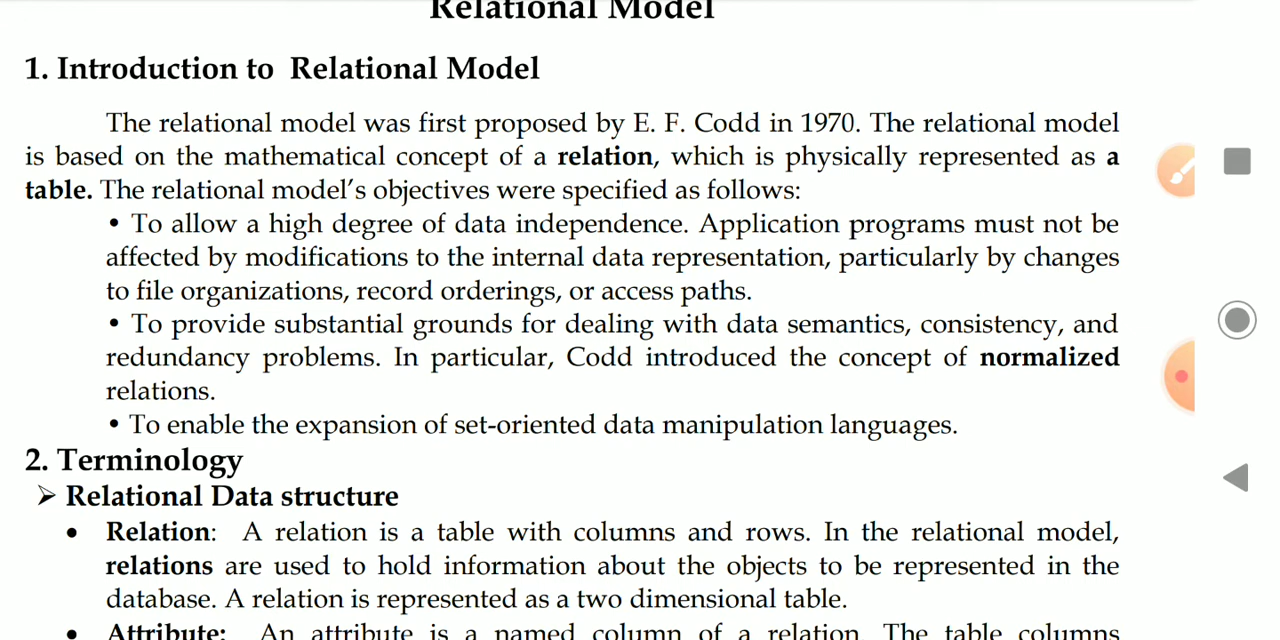 Relational Model
1. Introduction to Relational Model
The relational model was first proposed by E. F. Codd in 1970. The relational model
is based on the mathematical concept of a relation, which is physically represented as a
table. The relational model's objectives were specified as follows:
• To allow a high degree of data independence. Application programs must not be
affected by modifications to the internal data representation, particularly by changes
to file organizations, record orderings, or access paths.
• To provide substantial grounds for dealing with data semantics, consistency, and
redundancy problems. In particular, Codd introduced the concept of normalized
relations.
• To enable the expansion of set-oriented data manipulation languages.
2. Terminology
➢ Relational Data structure
• Relation: A relation is a table with columns and rows. In the relational model,
relations are used to hold information about the objects to be represented in the
database. A relation is represented as a two dimensional table.
• Attribute: An attribute is a named column of a relation. The table columns